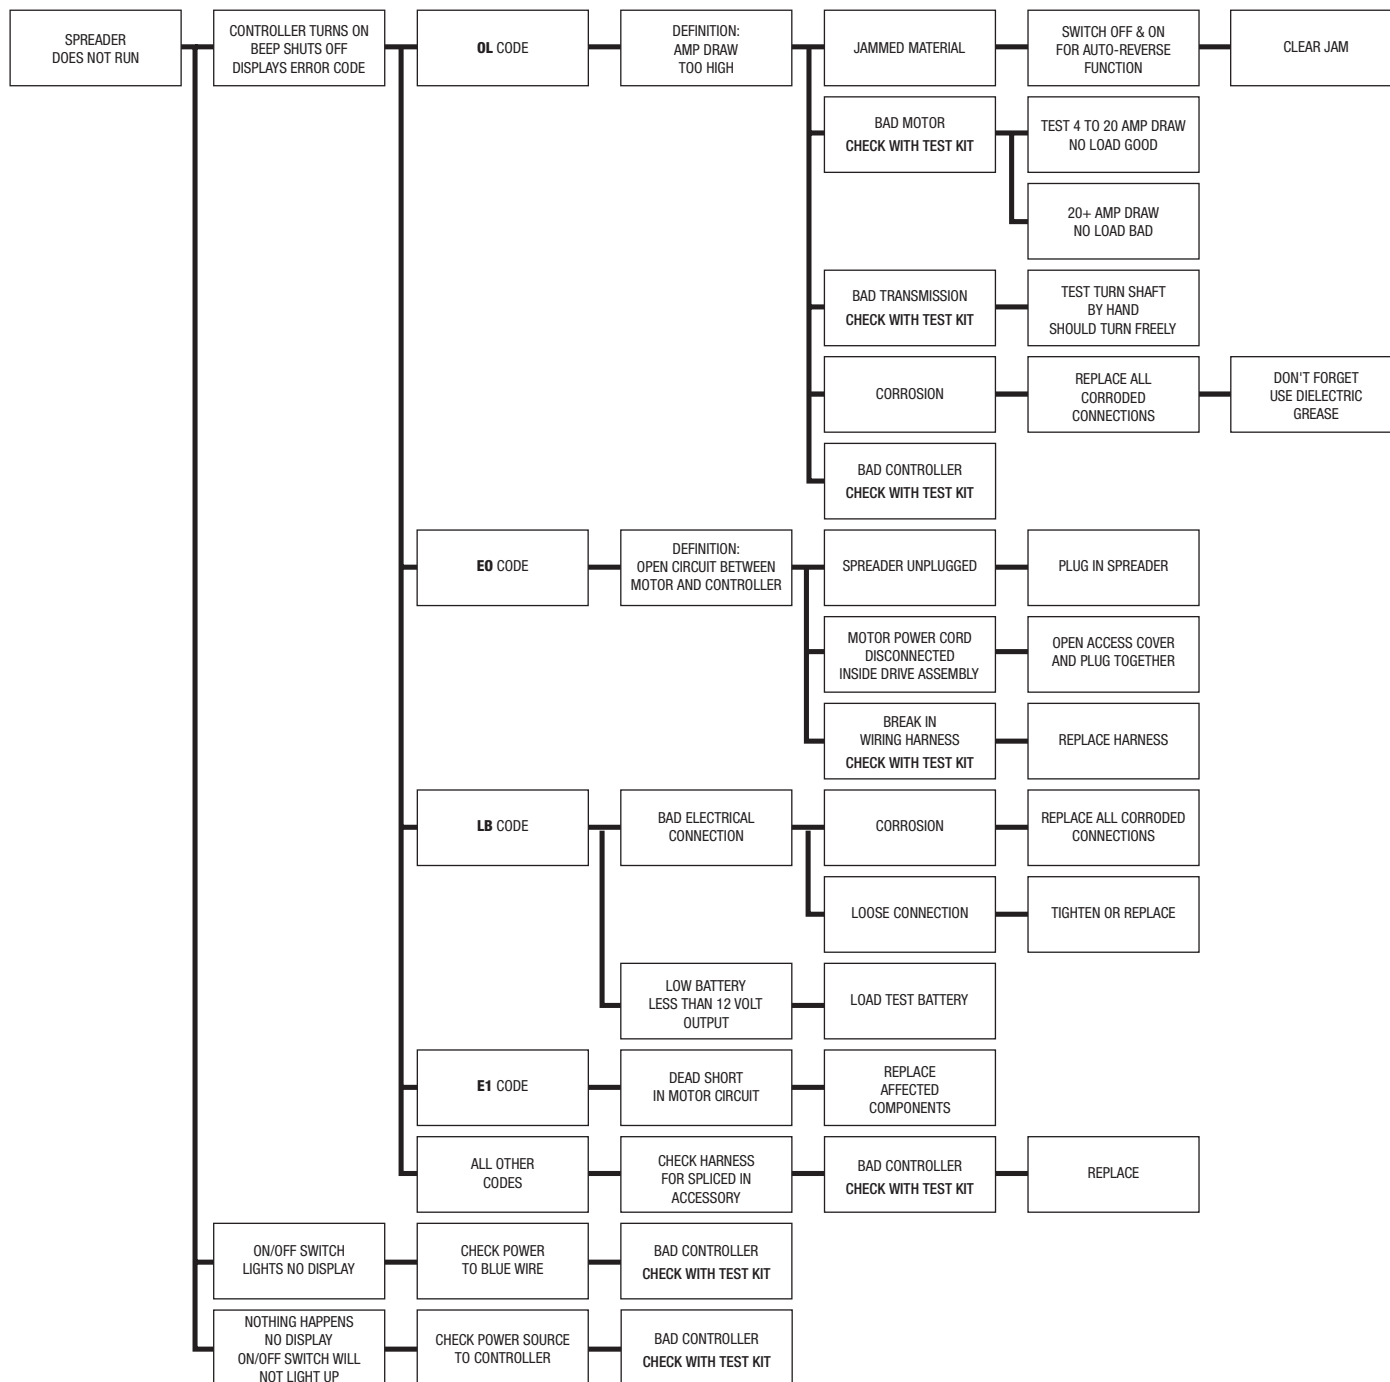 SPREADER
DOES NOT RUN
CONTROLLER TURNS ON
BEEP SHUTS OFF
DISPLAYS ERROR CODE
OL CODE
DEFINITION:
AMP DRAW
TOO HIGH
JAMMED MATERIAL
SWITCH OFF & ON
FOR AUTO-REVERSE
FUNCTION
CLEAR JAM
BAD MOTOR
CHECK WITH TEST KIT
TEST 4 TO 20 AMP DRAW
NO LOAD GOOD
20+ AMP DRAW
NO LOAD BAD
BAD TRANSMISSION
CHECK WITH TEST KIT
TEST TURN SHAFT
BY HAND
SHOULD TURN FREELY
CORROSION
REPLACE ALL
CORRODED
CONNECTIONS
DON'T FORGET
USE DIELECTRIC
GREASE
BAD CONTROLLER
CHECK WITH TEST KIT
EO CODE
DEFINITION:
OPEN CIRCUIT BETWEEN
MOTOR AND CONTROLLER
SPREADER UNPLUGGED
PLUG IN SPREADER
MOTOR POWER CORD
DISCONNECTED
INSIDE DRIVE ASSEMBLY
OPEN ACCESS COVER
AND PLUG TOGETHER
BREAK IN
WIRING HARNESS
CHECK WITH TEST KIT
REPLACE HARNESS
LB CODE
BAD ELECTRICAL
CONNECTION
CORROSION
REPLACE ALL CORRODED
CONNECTIONS
LOOSE CONNECTION
TIGHTEN OR REPLACE
LOW BATTERY
LESS THAN 12 VOLT
OUTPUT
LOAD TEST BATTERY
E1 CODE
DEAD SHORT
IN MOTOR CIRCUIT
REPLACE
AFFECTED
COMPONENTS
ALL OTHER
CODES
CHECK HARNESS
FOR SPLICED IN
ACCESSORY
BAD CONTROLLER
CHECK WITH TEST KIT
REPLACE
ON/OFF SWITCH
LIGHTS NO DISPLAY
CHECK POWER
TO BLUE WIRE
BAD CONTROLLER
CHECK WITH TEST KIT
NOTHING HAPPENS
NO DISPLAY
ON/OFF SWITCH WILL
NOT LIGHT UP
CHECK POWER SOURCE
TO CONTROLLER
BAD CONTROLLER
CHECK WITH TEST KIT